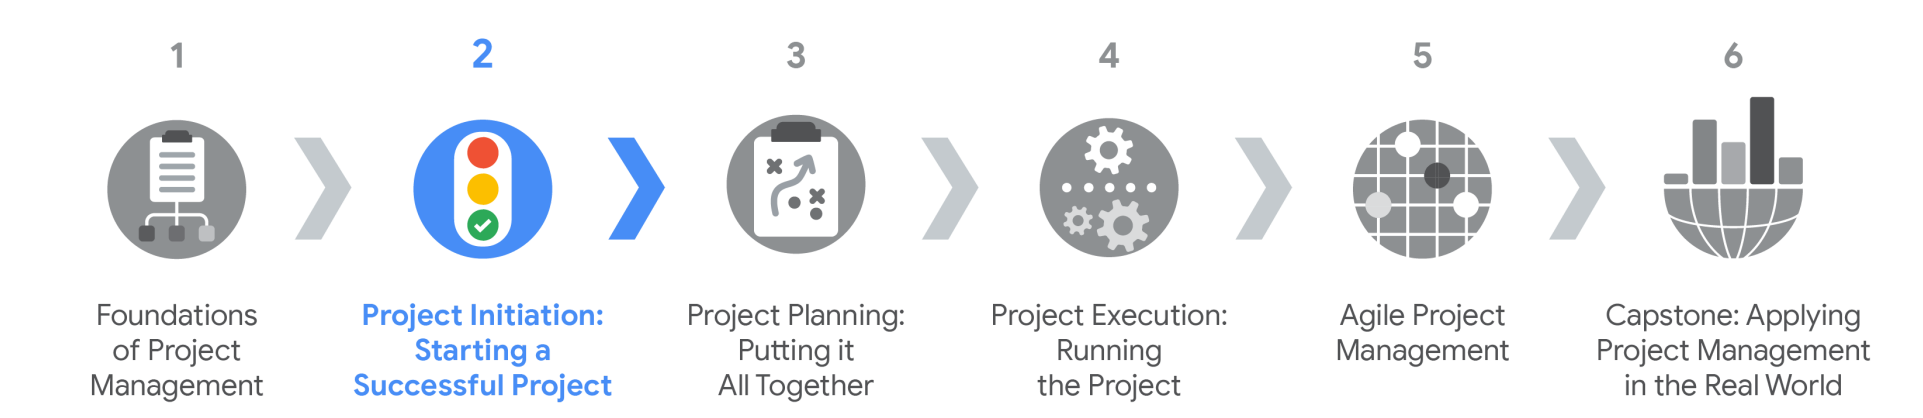 1
2
3
4
5
6
Foundations
of Project
Management
Project Initiation:
Starting a
Successful Project
Project Planning:
Putting it
All Together
Project Execution:
Running
the Project
Agile Project
Management
Capstone: Applying
Project Management
in the Real World